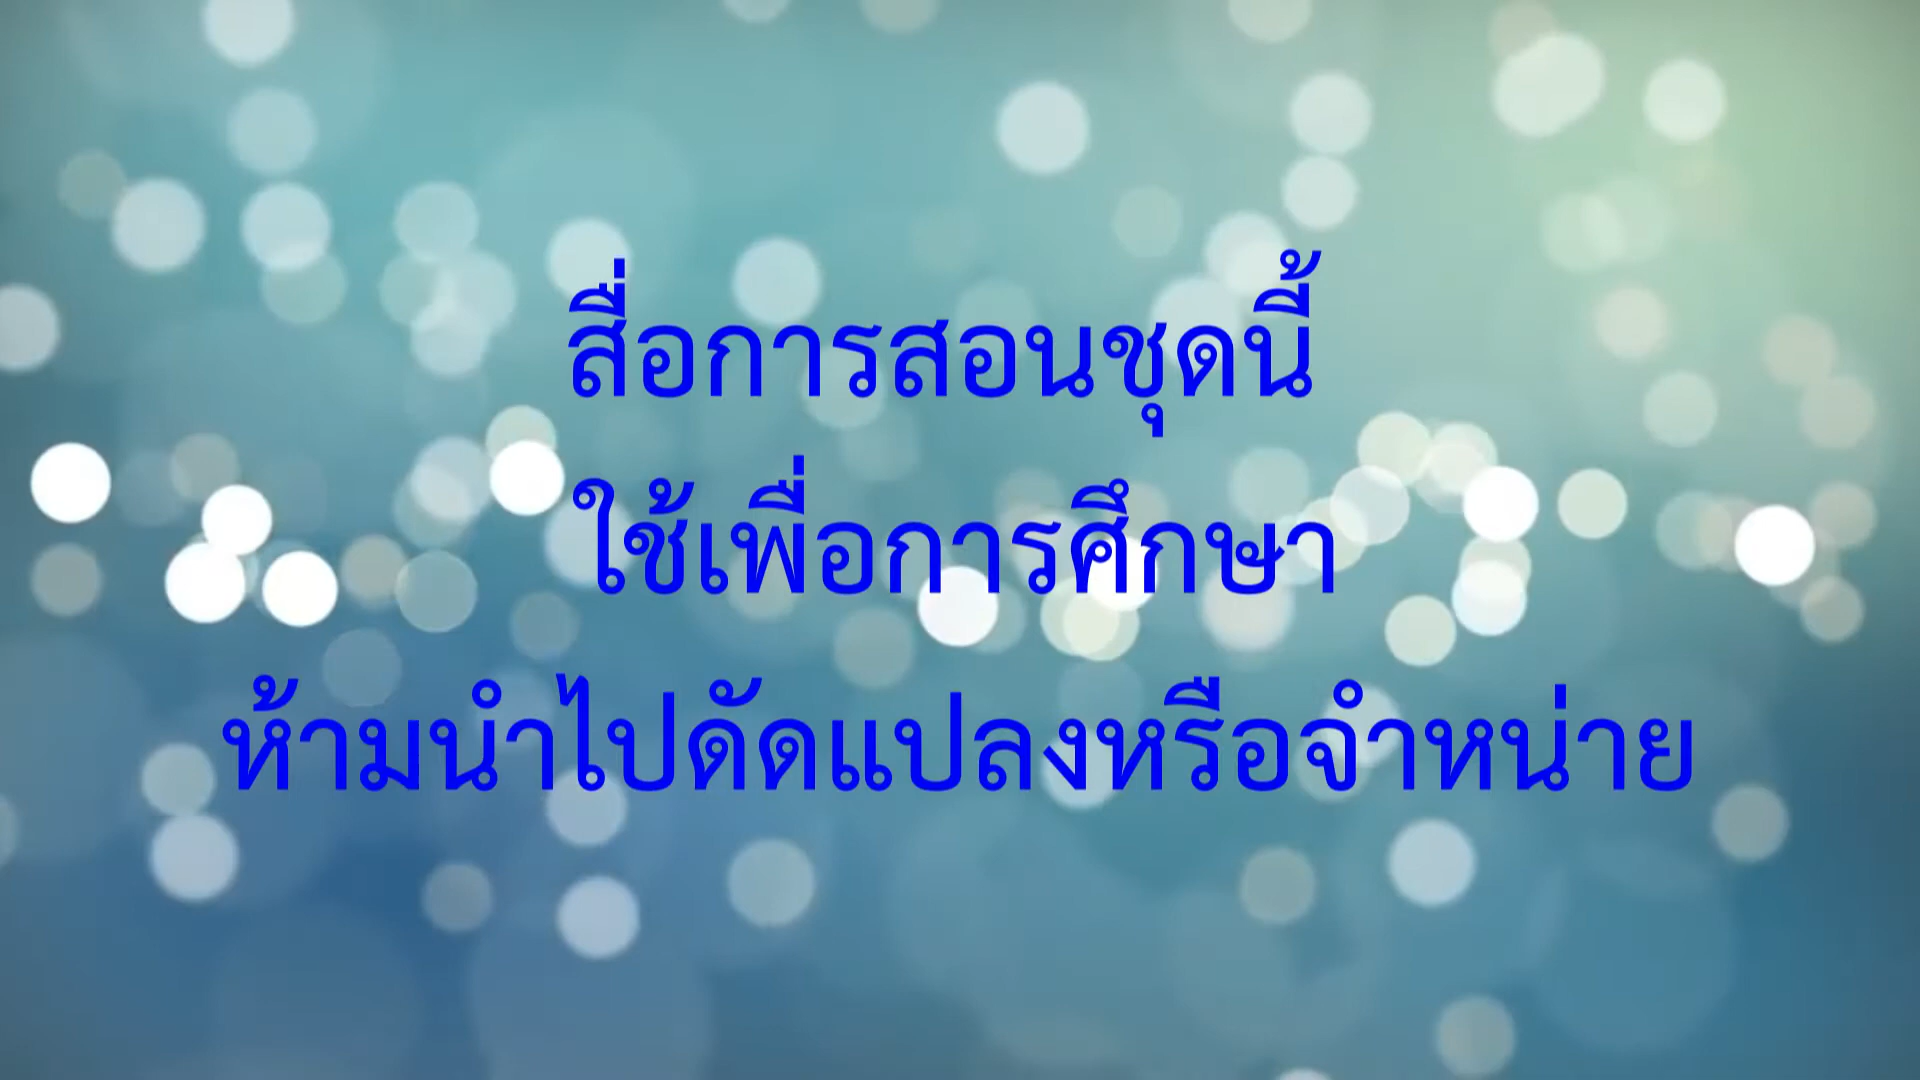 สื่อการสอนชุดนี้
ใช้เพื่อการศึกษา
ห้ามนำไปดัดแปลงหรือจำหน่าย